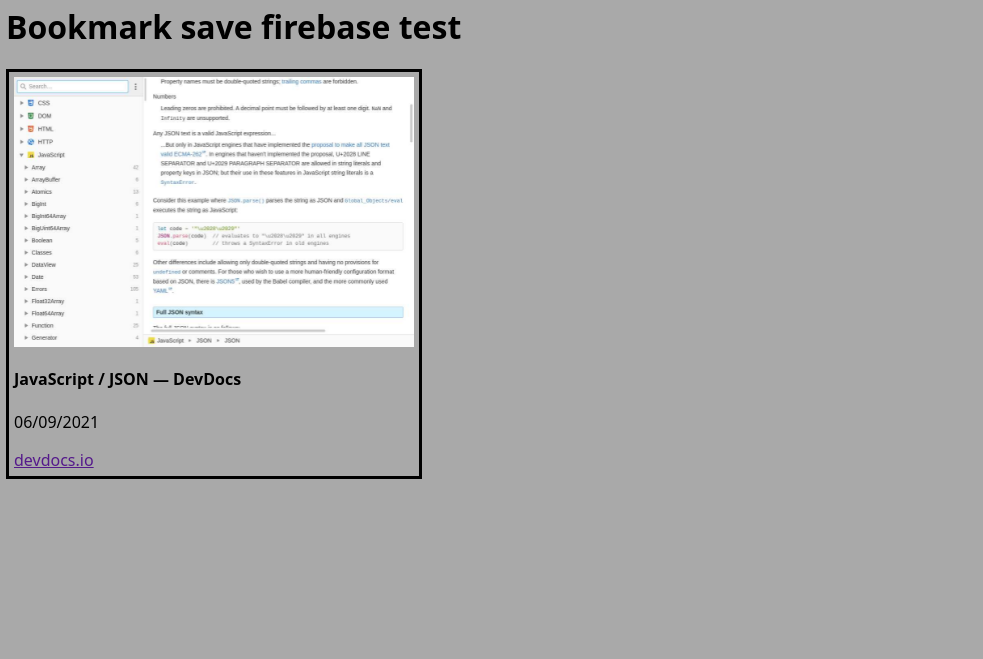 Bookmark save firebase test
Search...
CSS
DOM
HTML
HTTP
JavaScript
Array 42
ArrayBuffer 6
Atomics 10
BigInt 6
BigInt64Array 1
BigUint64Array 1
Boolean 5
Classes 6
DataView 25
Date 50
Errors 105
Float32Array 1
Float64Array 1
Function 25
Generator 4
Property names must be double-quoted strings; trailing commas are forbidden.
Numbers
Leading zeros are prohibited. A decimal point must be followed by at least one digit. NaN and
Infinity are unsupported.
Any JSON text is a valid JavaScript expression...
...But only in JavaScript engines that have implemented the proposal to make all JSON text
valid ECMA-262. In engines that haven't implemented the proposal, U+2028 LINE
SEPARATOR and U+2029 PARAGRAPH SEPARATOR are allowed in string literals and
property keys in JSON; but their use in these features in JavaScript string literals is a
SyntaxError.
Consider this example where JSON.parse() parses the string as JSON and Global_Objects/eval
executes the string as JavaScript:
let code = '"\u2028\u2029"'
JSON.parse(code) // evaluates to "\u2028\u2029" in all engines
eval(code) // throws a SyntaxError in old engines
Other differences include allowing only double-quoted strings and having no provisions for
undefined or comments. For those who wish to use a more human-friendly configuration format
based on JSON, there is JSON5, used by the Babel compiler, and the more commonly used
YAML.
Full JSON syntax
The full JSON syntax is as follows:
JavaScript JSON JSON
JavaScript / JSON — DevDocs
06/09/2021
devdocs.io